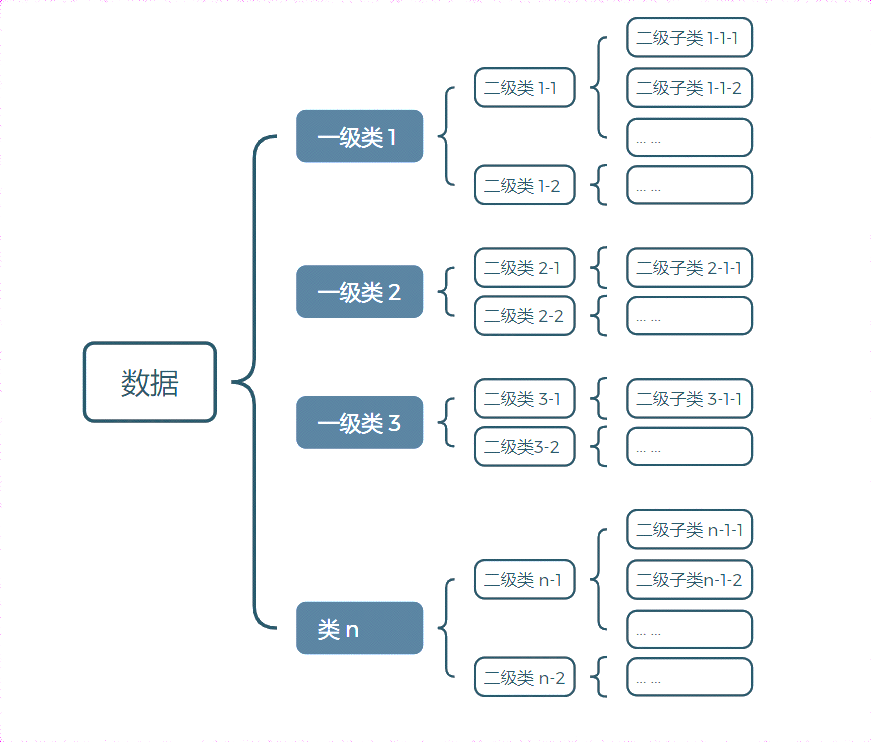 数据
一级类 1
二级类 1-1
二级子类 1-1-1
二级子类 1-1-2
... ...
二级类 1-2
... ...
一级类 2
二级类 2-1
二级子类 2-1-1
二级类 2-2
... ...
一级类 3
二级类 3-1
二级子类 3-1-1
二级类3-2
... ...
类 n
二级类 n-1
二级子类 n-1-1
二级子类n-1-2
... ...
二级类 n-2
... ...